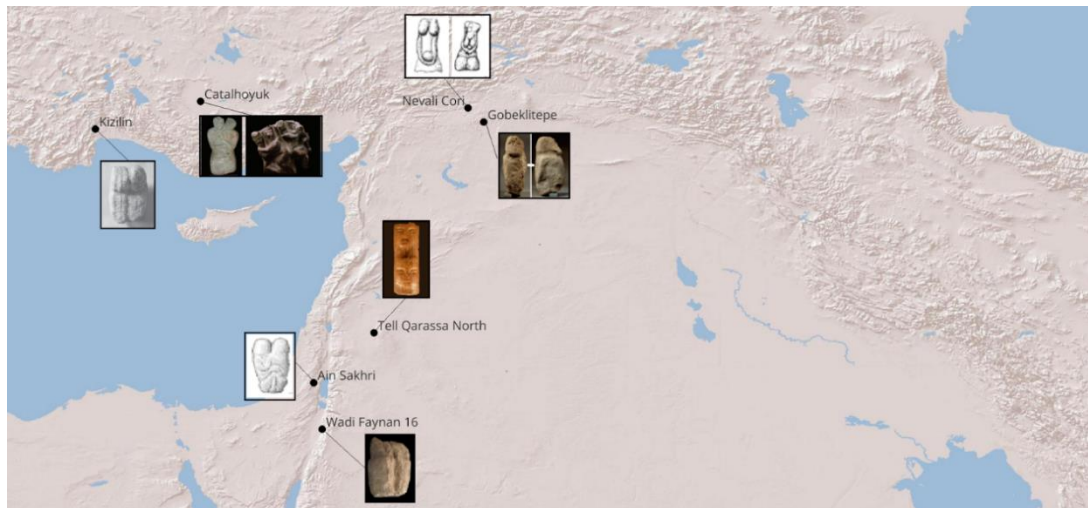 Catalhoyuk
Kizilin
Nevali Cori
Gobeklitepe
Tell Qarassa North
Ain Sakhri
Wadi Faynan 16